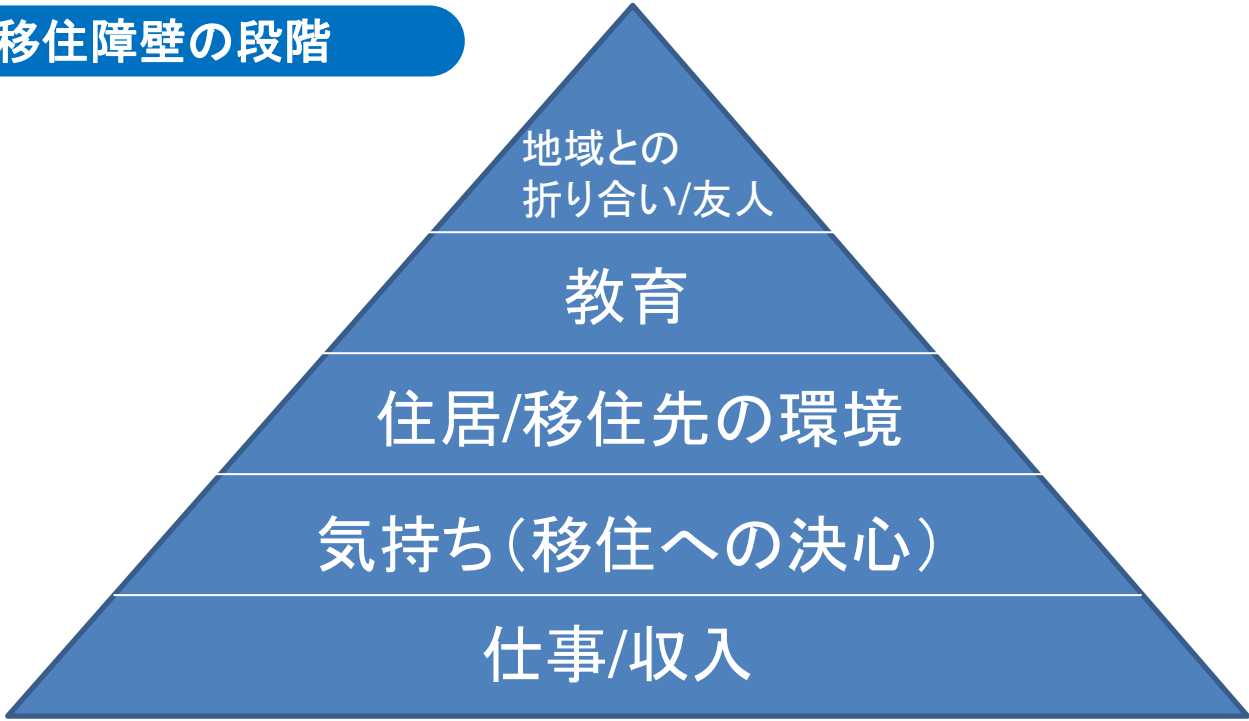 移住障壁の段階
地域との
折り合い/友人
教育
住居/移住先の環境
気持ち（移住への決心）
仕事/収入